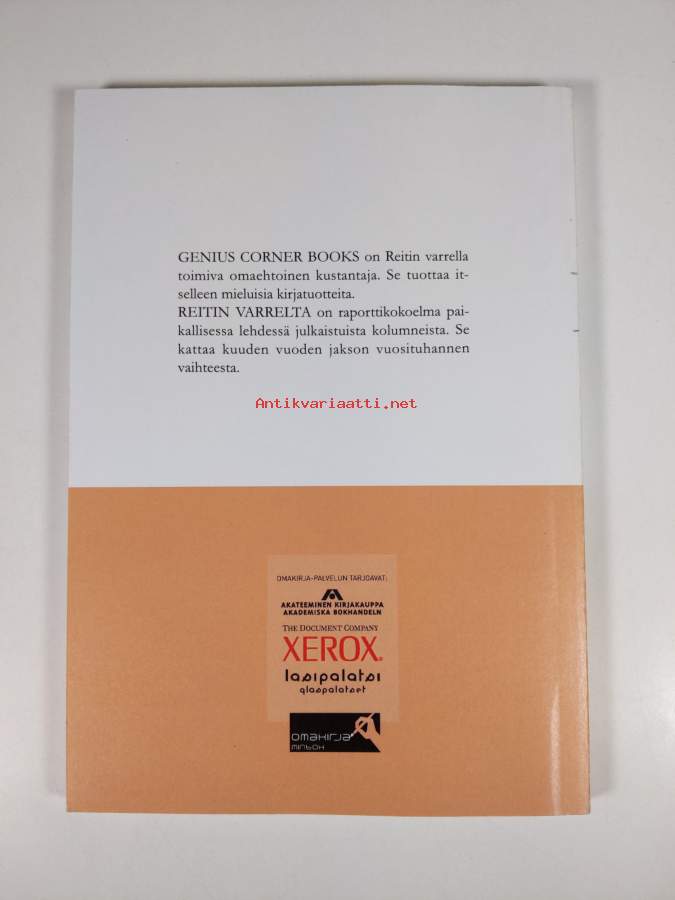 GENIUS CORNER BOOKS on Reitin varrella
toimiva omaehtoinen kustantaja. Se tuottaa it-
selleen mieluisia kirjatuotteita.
REITIN VARRELTA on raporttikokoelma pai-
kallisessa lehdessä julkaistuista kolumneista. Se
kattaa kuuden vuoden jakson vuosituhannen
vaihteesta.
Antikvariaatti.net
OMAKIRJA-PALVELUN TARJOAVAT:
AKATEEMINEN KIRJAKAUPPA
AKADEMISKA BOKHANDELN
THE DOCUMENT COMPANY
XEROX®
lasipalatsi
glaspalatset
omakirja
minbok